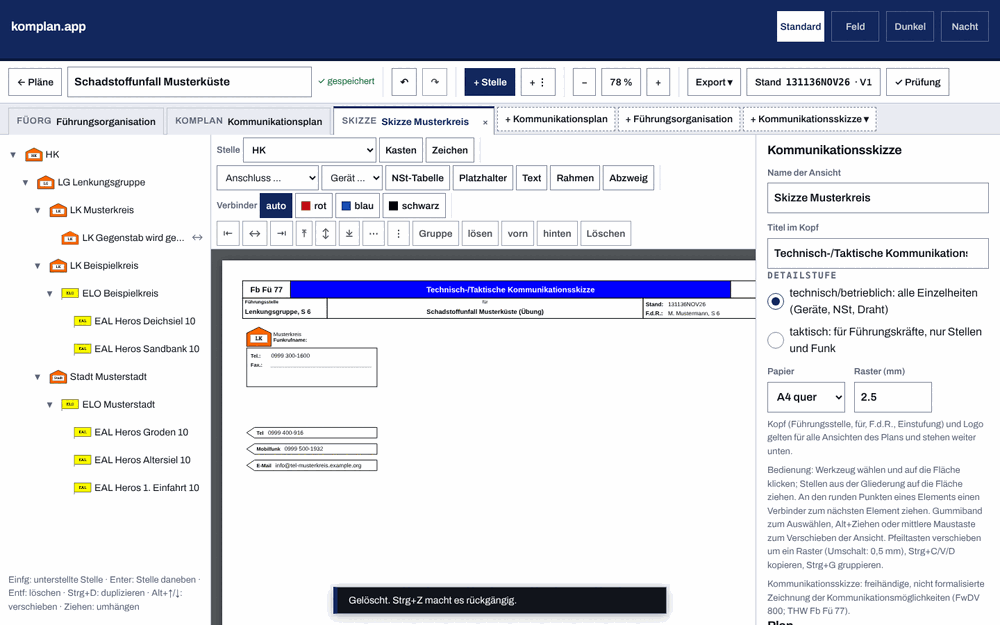 komplan.app
Standard Feld Dunkel Nacht
← Pläne Schadstoffunfall Musterküste ✓ gespeichert ↶ ↷ + Stelle + ⋮ − 78 % + Export ▾ Stand 131136NOV26 · V1 ✓ Prüfung
FÜORG Führungsorganisation KOMPLAN Kommunikationsplan SKIZZE Skizze Musterkreis × + Kommunikationsplan + Führungsorganisation + Kommunikationsskizze ▾
▼ HK
▼ LG Lenkungsgruppe
▼ LK Musterkreis
LK Gegenstab wird ge... ↔
▼ LK Beispielkreis
▼ ELO Beispielkreis
EAL Heros Deichsiel 10
EAL Heros Sandbank 10
▼ Stadt Musterstadt
▼ ELO Musterstadt
EAL Heros Groden 10
EAL Heros Altersiel 10
EAL Heros 1. Einfahrt 10
Einfg: unterstellte Stelle · Enter: Stelle daneben ·
Entf: löschen · Strg+D: duplizieren · Alt+↑/↓:
verschieben · Ziehen: umhängen
Stelle HK Kasten Zeichen
Anschluss ... Gerät ... NSt-Tabelle Platzhalter Text Rahmen Abzweig
Verbinder auto rot blau schwarz
Gruppe lösen vorn hinten Löschen
Fb Fü 77 Technisch-/Taktische Kommunikationsskizze
Führungsstelle
Lenkungsgruppe, S 6
für
Schadstoffunfall Musterküste (Übung)
Stand: 131136NOV26
F.d.R.: M. Mustermann, S 6
LK
Musterkreis
Funkrufname:
Tel.: 0999 300-1600
Fax.:
Tel 0999 400-916
Mobilfunk 0999 500-1932
E-Mail info@tel-musterkreis.example.org
Gelöscht. Strg+Z macht es rückgängig.
Kommunikationsskizze
Name der Ansicht
Skizze Musterkreis
Titel im Kopf
Technisch-/Taktische Kommunikations
DETAILSTUFE
technisch/betrieblich: alle Einzelheiten
(Geräte, NSt, Draht)
taktisch: für Führungskräfte, nur Stellen
und Funk
Papier Raster (mm)
A4 quer 2.5
Kopf (Führungsstelle, für, F.d.R., Einstufung) und Logo
gelten für alle Ansichten des Plans und stehen weiter
unten.
Bedienung: Werkzeug wählen und auf die Fläche
klicken; Stellen aus der Gliederung auf die Fläche
ziehen. An den runden Punkten eines Elements einen
Verbinder zum nächsten Element ziehen. Gummiband
zum Auswählen, Alt+Ziehen oder mittlere Maustaste
zum Verschieben der Ansicht. Pfeiltasten verschieben
um ein Raster (Umschalt: 0,5 mm), Strg+C/V/D
kopieren, Strg+G gruppieren.
Kommunikationsskizze: freihändige, nicht formalisierte
Zeichnung der Kommunikationsmöglichkeiten (FwDV
800; THW Fb Fü 77).
Plan